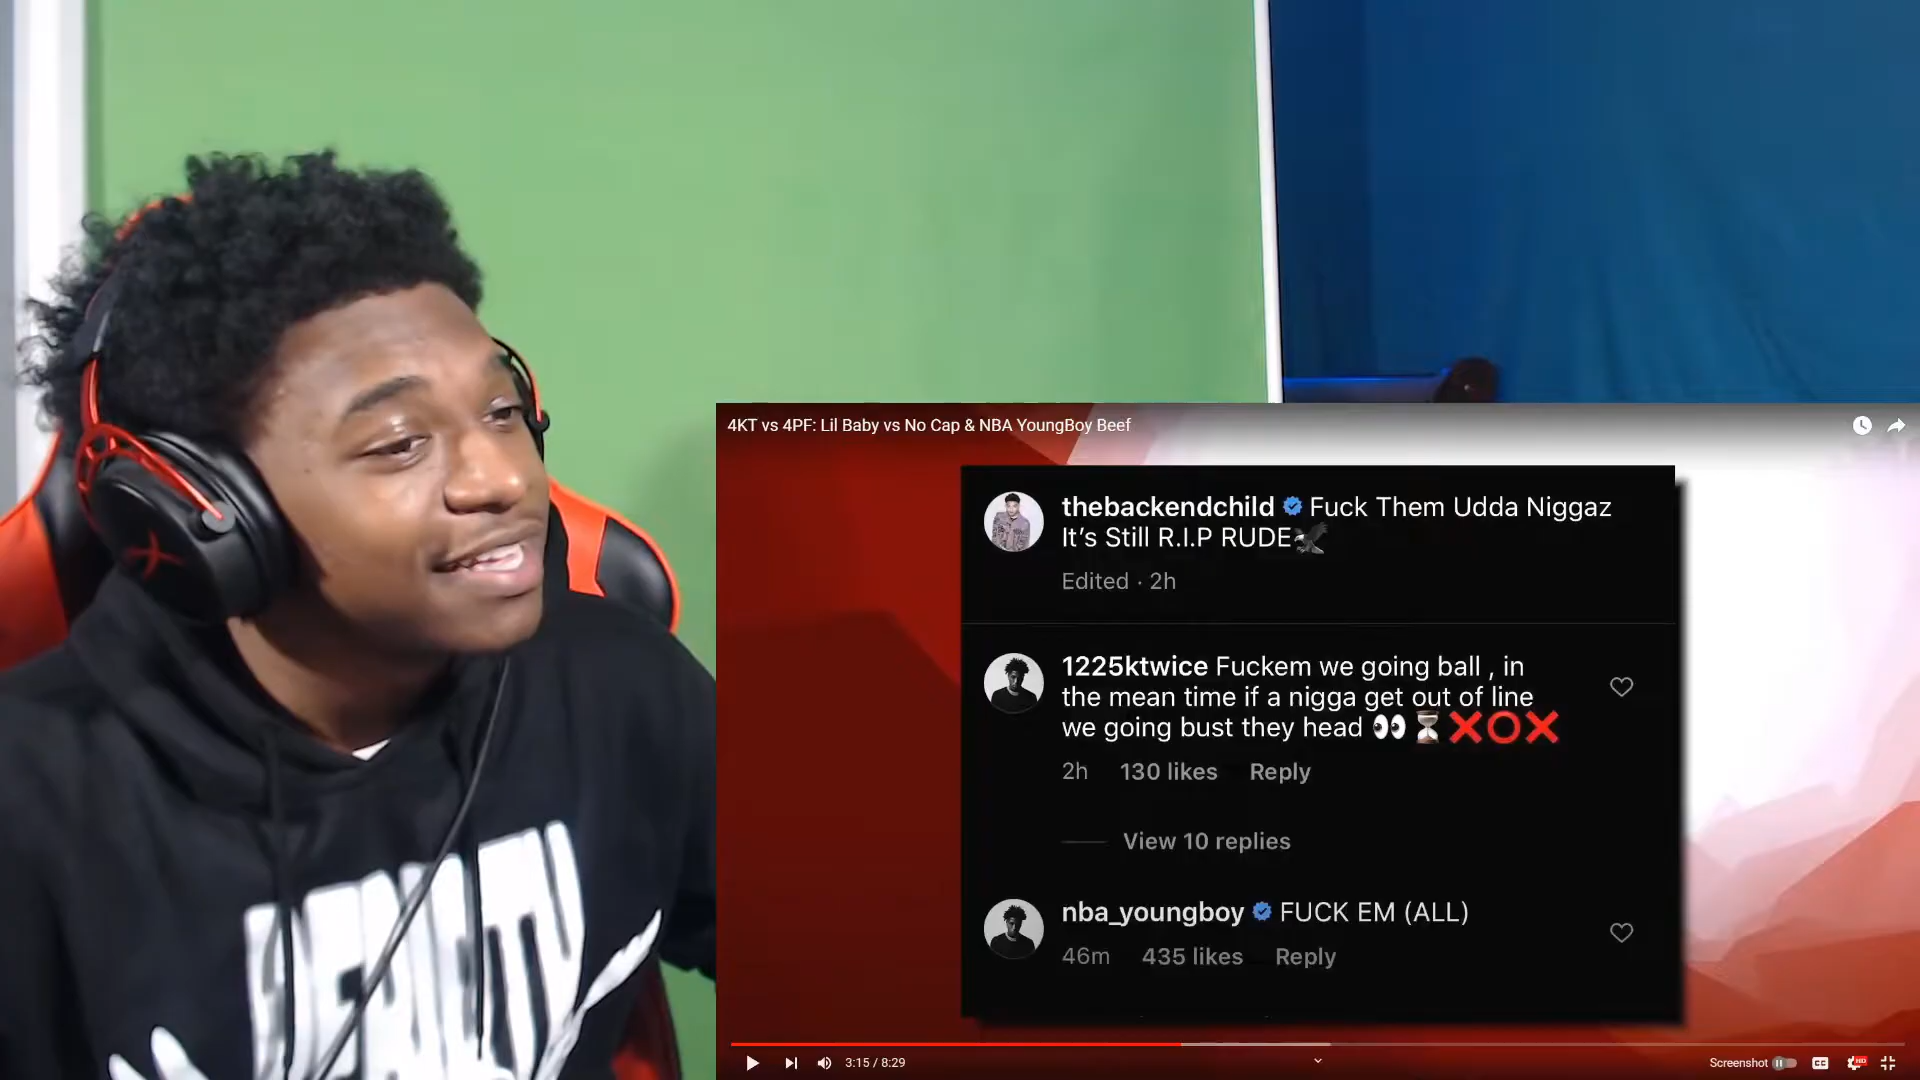 4KT vs 4PF: Lil Baby vs No Cap & NBA YoungBoy Beef
thebackendchild Fuck Them Udda Niggaz
It's Still R.I.P RUDE🦅
Edited · 2h
1225ktwice Fuckem we going ball , in
the mean time if a nigga get out of line
we going bust they head 👀⏳❌⭕❌
2h 130 likes Reply
View 10 replies
nba_youngboy FUCK EM (ALL)
46m 435 likes Reply
3:15 / 8:29
Screenshot
CC
HD